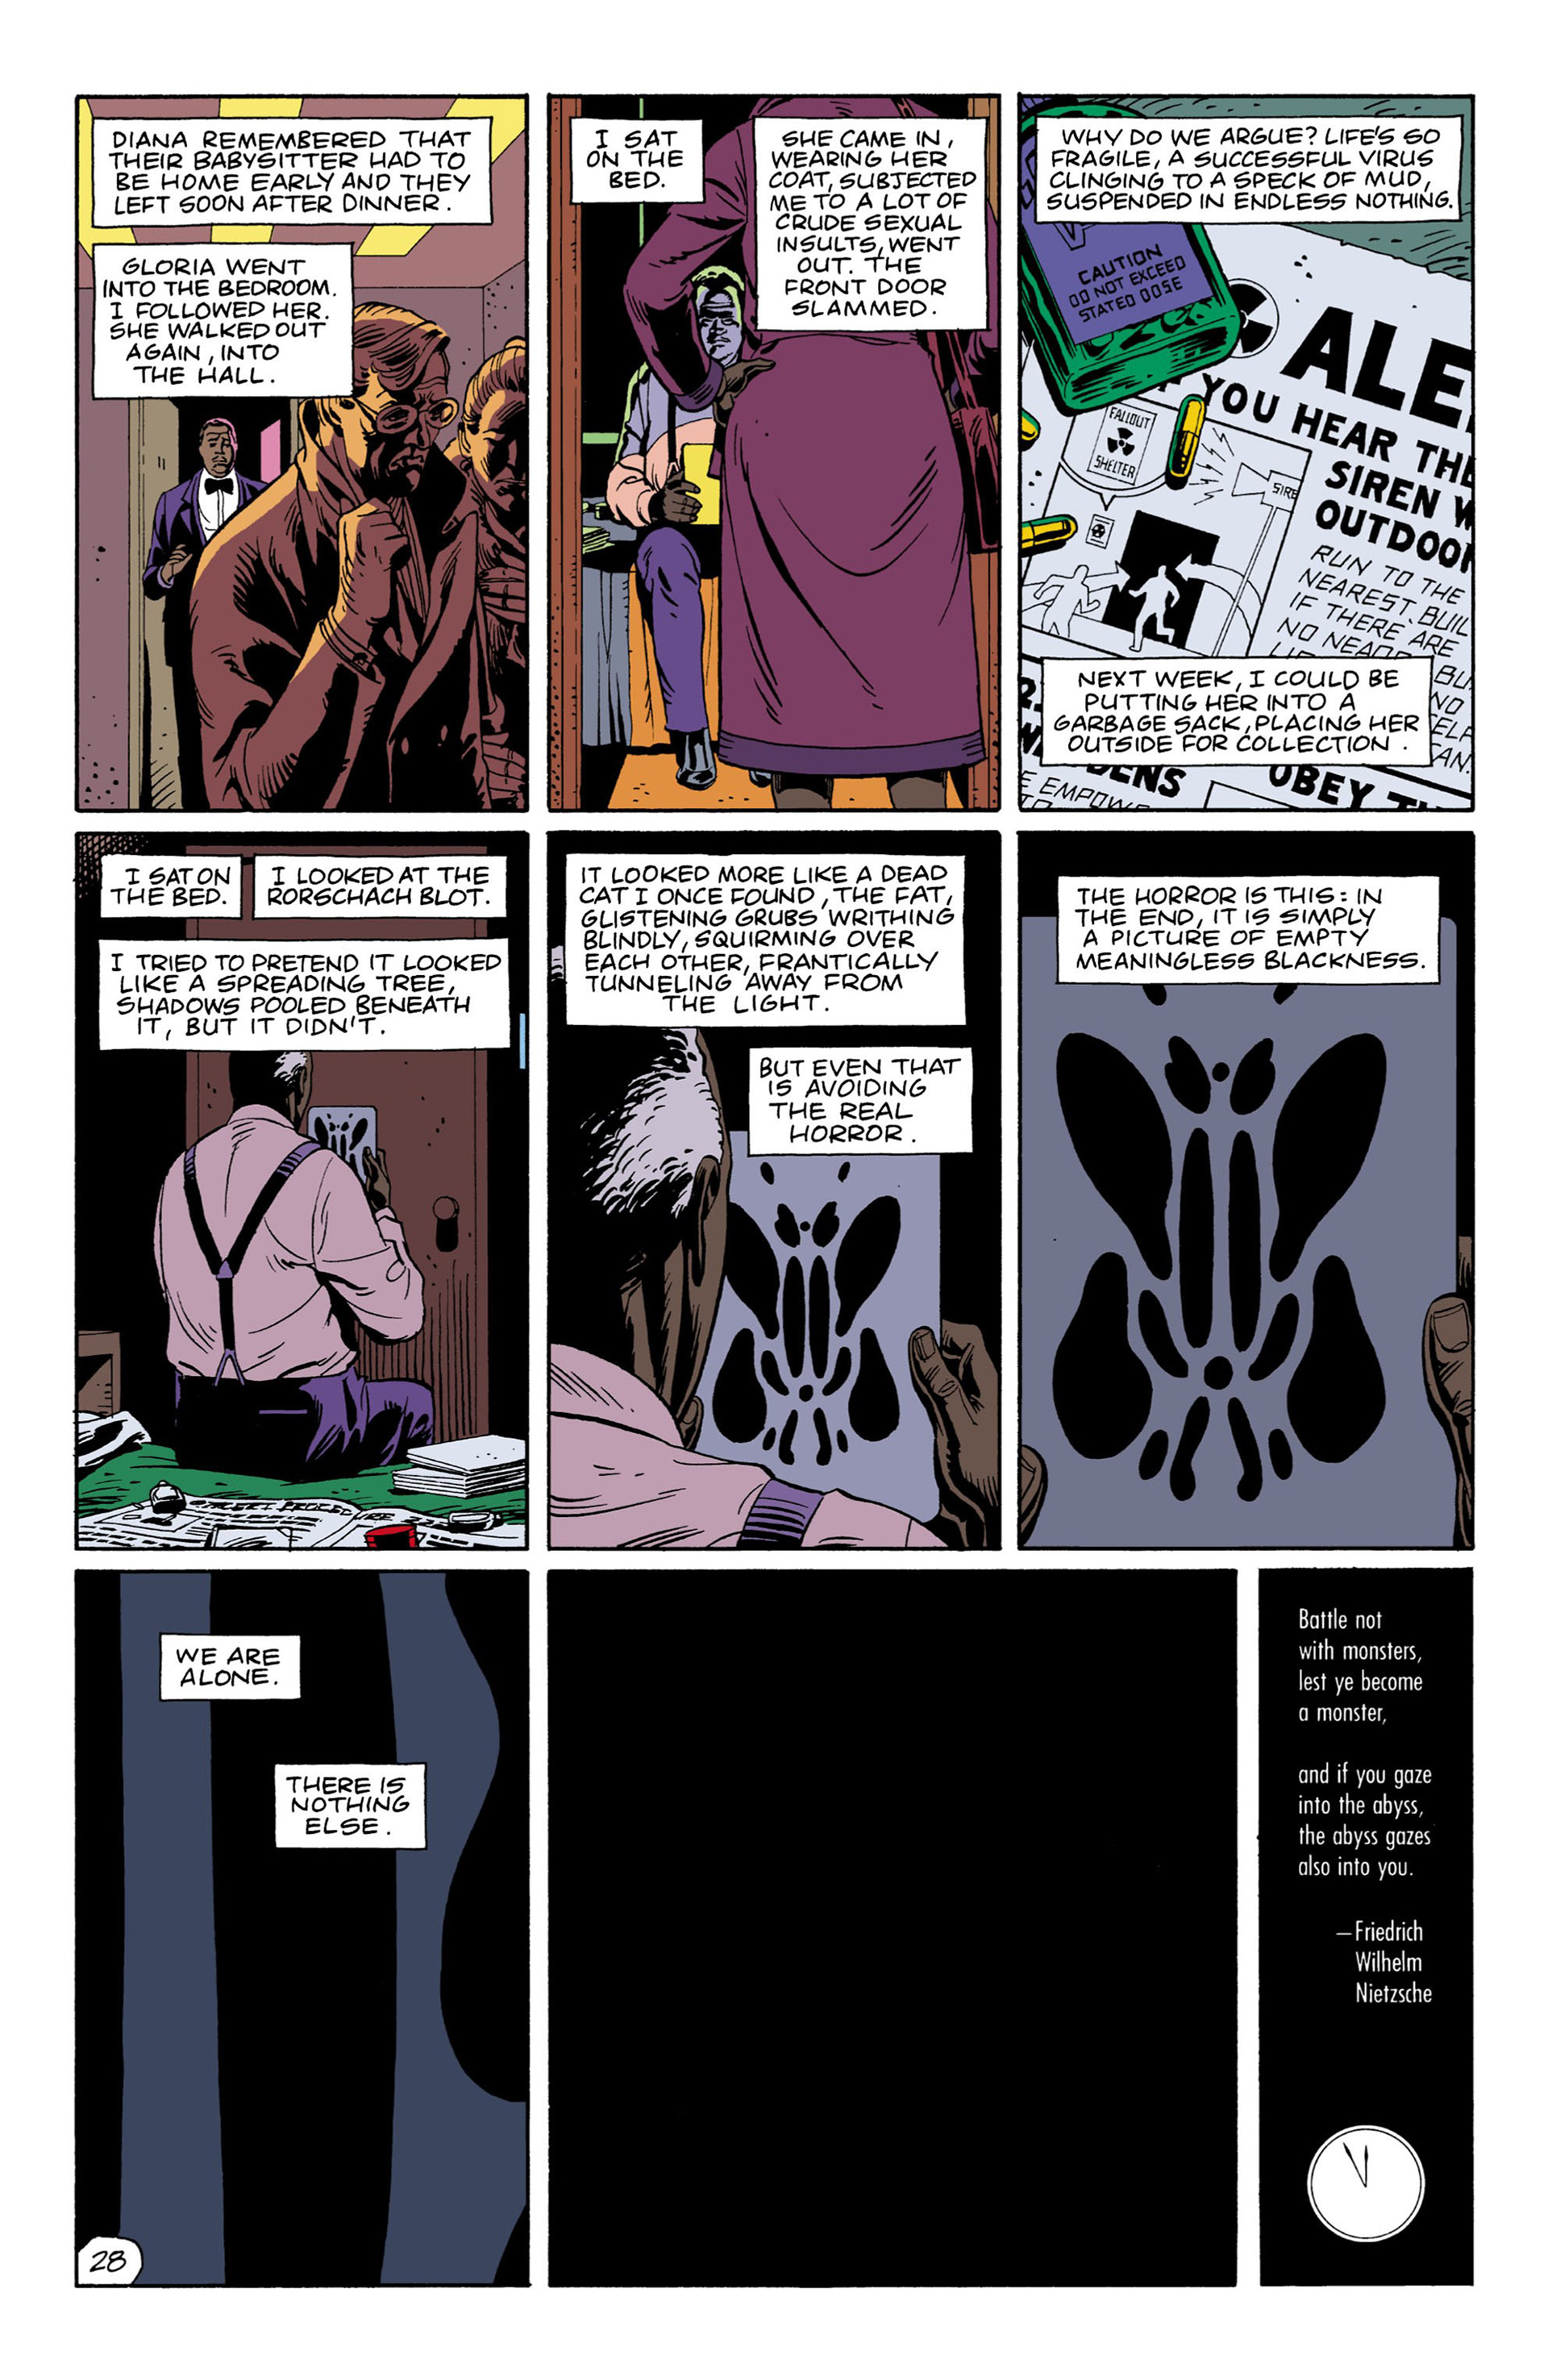 DIANA REMEMBERED THAT
THEIR BABYSITTER HAD TO
BE HOME EARLY AND THEY
LEFT SOON AFTER DINNER.
GLORIA WENT
INTO THE BEDROOM.
I FOLLOWED HER.
SHE WALKED OUT
AGAIN, INTO
THE HALL.
I SAT
ON THE
BED.
SHE CAME IN,
WEARING HER
COAT, SUBJECTED
ME TO A LOT OF
CRUDE SEXUAL
INSULTS, WENT
OUT. THE
FRONT DOOR
SLAMMED.
WHY DO WE ARGUE? LIFE'S SO
FRAGILE, A SUCCESSFUL VIRUS
CLINGING TO A SPECK OF MUD,
SUSPENDED IN ENDLESS NOTHING.
CAUTION
DO NOT EXCEED
STATED DOSE
ALE
YOU HEAR THE
SIREN W
OUTDOO
FALLOUT
SHELTER
SIRE
RUN TO THE
NEAREST BUIL
IF THERE ARE
NO NEAR
NEXT WEEK, I COULD BE
PUTTING HER INTO A
GARBAGE SACK, PLACING HER
OUTSIDE FOR COLLECTION.
DENS
OBEY T
E EMPOW
I SAT ON
THE BED.
I LOOKED AT THE
RORSCHACH BLOT.
I TRIED TO PRETEND IT LOOKED
LIKE A SPREADING TREE,
SHADOWS POOLED BENEATH
IT, BUT IT DIDN'T.
IT LOOKED MORE LIKE A DEAD
CAT I ONCE FOUND, THE FAT,
GLISTENING GRUBS WRITHING
BLINDLY, SQUIRMING OVER
EACH OTHER, FRANTICALLY
TUNNELING AWAY FROM
THE LIGHT.
BUT EVEN THAT
IS AVOIDING
THE REAL
HORROR.
THE HORROR IS THIS: IN
THE END, IT IS SIMPLY
A PICTURE OF EMPTY
MEANINGLESS BLACKNESS.
WE ARE
ALONE.
THERE IS
NOTHING
ELSE.
28
Battle not
with monsters,
lest ye become
a monster,
and if you gaze
into the abyss,
the abyss gazes
also into you.
—Friedrich
Wilhelm
Nietzsche